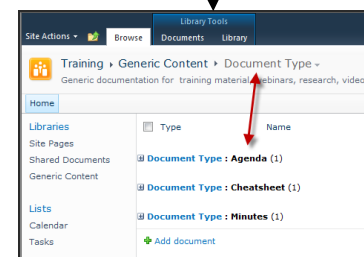 Library Tools
Site Actions Browse Documents Library
Training Generic Content Document Type
Generic documentation for training material, webinars, research, video
Home
Libraries
Site Pages
Shared Documents
Generic Content
Lists
Calendar
Tasks
Type Name
Document Type : Agenda (1)
Document Type : Cheatsheet (1)
Document Type : Minutes (1)
Add document